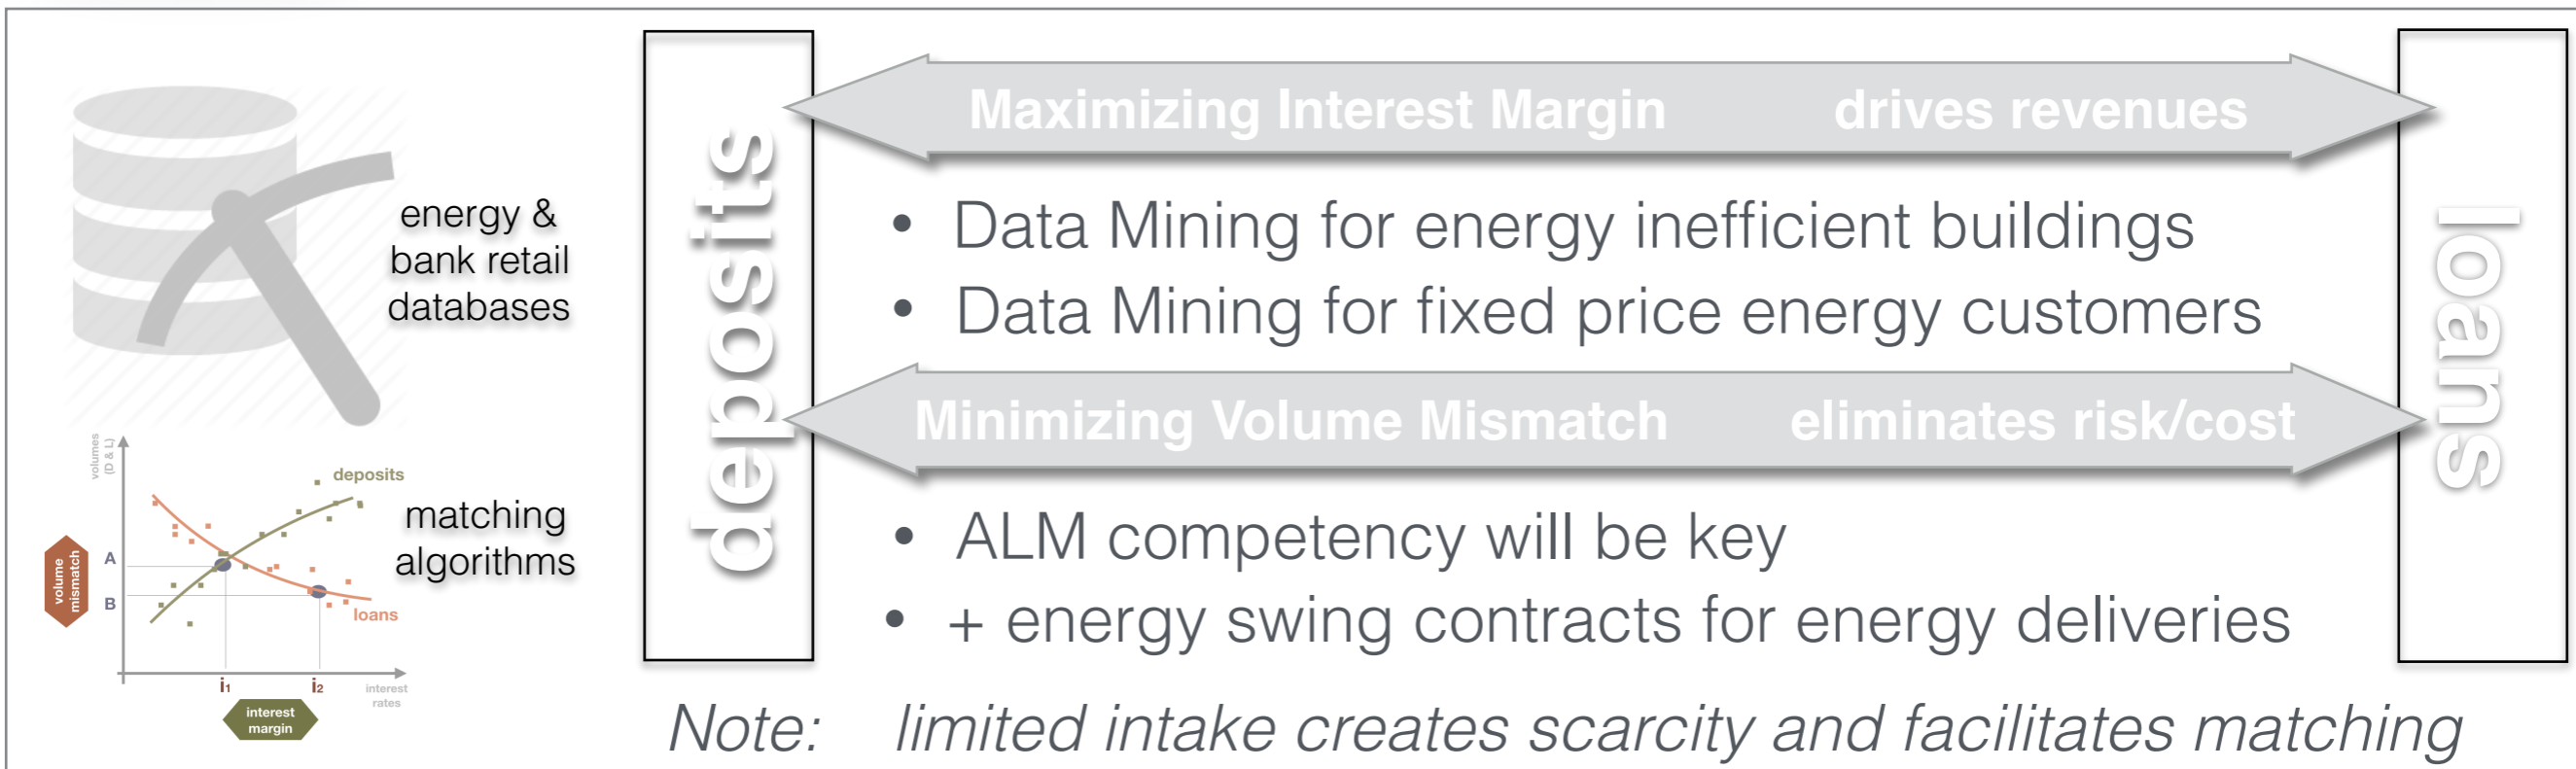 energy &
bank retail
databases
volumes
(D & L)
deposits
A
B
loans
volume
mismatch
i₁
i₂
interest
rates
interest
margin
matching
algorithms
deposits
Maximizing Interest Margin drives revenues
• Data Mining for energy inefficient buildings
• Data Mining for fixed price energy customers
Minimizing Volume Mismatch eliminates risk/cost
• ALM competency will be key
• + energy swing contracts for energy deliveries
loans
Note: limited intake creates scarcity and facilitates matching